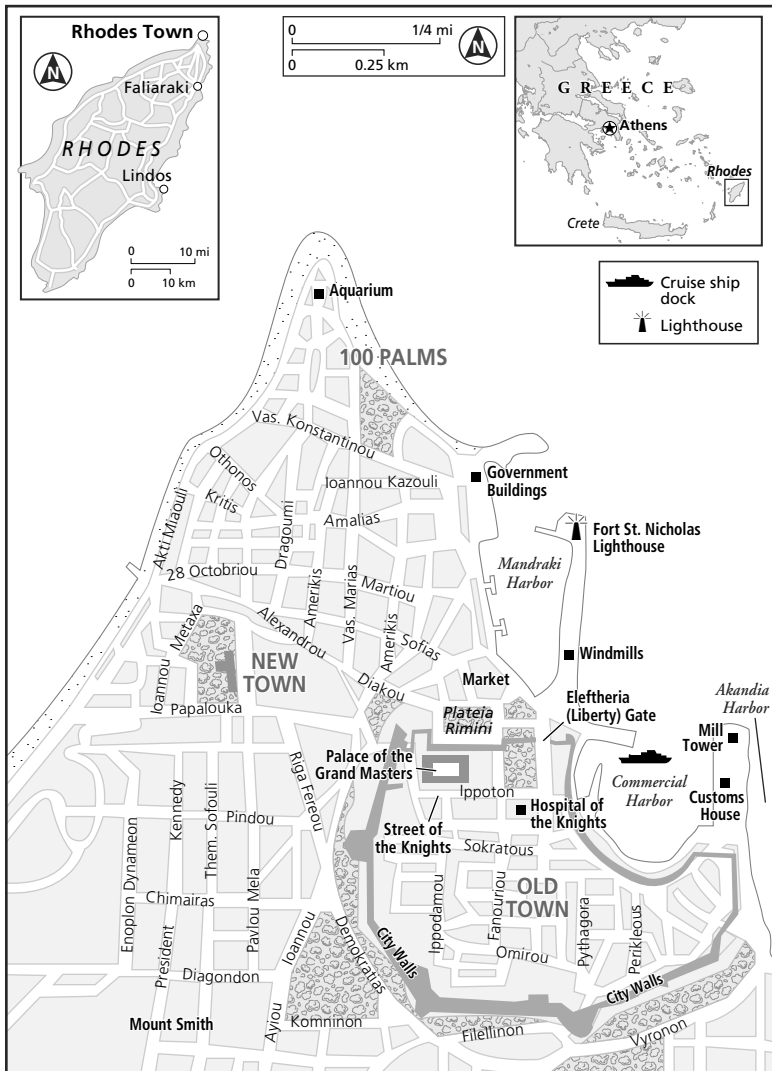 Rhodes Town
N
Faliaraki
RHODES
Lindos
0 10 mi
0 10 km
0 1/4 mi
0 0.25 km
N
GREECE
Athens
Rhodes
Crete
Cruise ship
dock
Lighthouse
Aquarium
100 PALMS
Vas. Konstantinou
Othonos
Kritis
Ioannou Kazouli
Government
Buildings
Akti Miaouli
Dragoumi
Amalias
Fort St. Nicholas
Lighthouse
Mandraki
Harbor
28 Octobriou
Amerikis
Vas. Marias
Martiou
Amerikis
Sofias
Alexandrou
Ioannou Metaxa
NEW
TOWN
Diakou
Market
Windmills
Papalouka
Plateia
Rimini
Eleftheria
(Liberty) Gate
Akandia
Harbor
Mill
Tower
Riga Fereou
Palace of the
Grand Masters
Commercial
Harbor
Customs
House
Ippoton
Street of
the Knights
Hospital of
the Knights
Kennedy
Them. Sofouli
Pindou
Sokratous
OLD
TOWN
Enoplon Dynameon
Chimairas
Pavlou Mela
Ippodamou
Fanouriou
Pythagora
Perikleous
Omirou
President
Diagondon
Ioannou
Demokratias
City Walls
City Walls
Mount Smith
Ayiou
Komninon
Filellinon
Vyronon